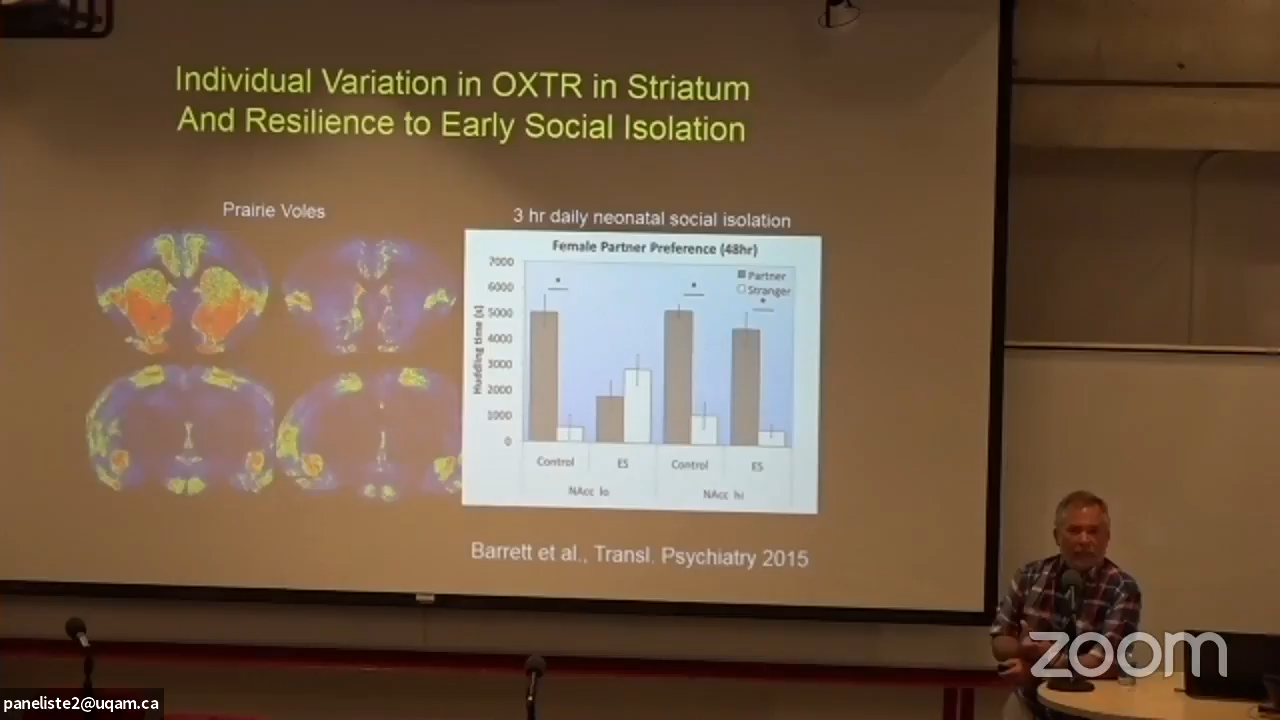 Individual Variation in OXTR in Striatum
And Resilience to Early Social Isolation
Prairie Voles
3 hr daily neonatal social isolation
Female Partner Preference (48hr)
Huddling time (s)
7000
6000
5000
4000
3000
2000
1000
0
Partner
Stranger
*
*
*
Control
ES
Control
ES
NAcc lo
NAcc hi
Barrett et al., Transl. Psychiatry 2015
zoom
paneliste2@uqam.ca